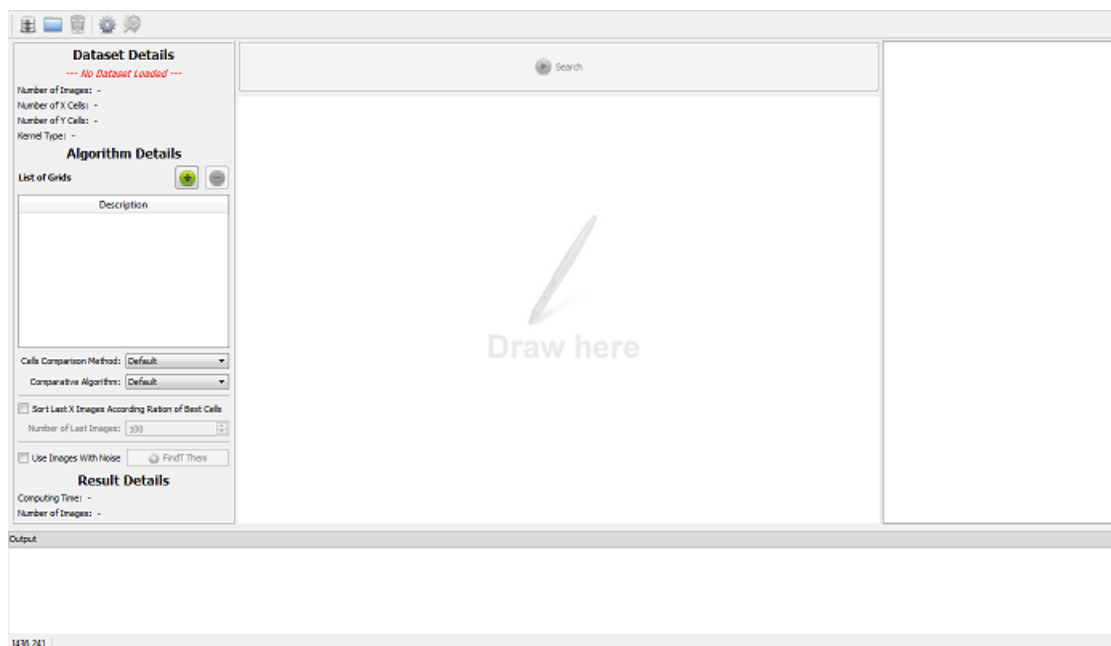 Dataset Details
--- No Dataset Loaded ---
Number of Images: -
Number of X Cells: -
Number of Y Cells: -
Kernel Type: -
Algorithm Details
List of Grids
Description
Cells Comparison Method: Default
Comparative Algorithm: Default
Sort Last X Images According Ration of Best Cells
Number of Last Images: 100
Use Images With Noise
FindT Them
Result Details
Computing Time: -
Number of Images: -
Search
Draw here
Output
1436,241